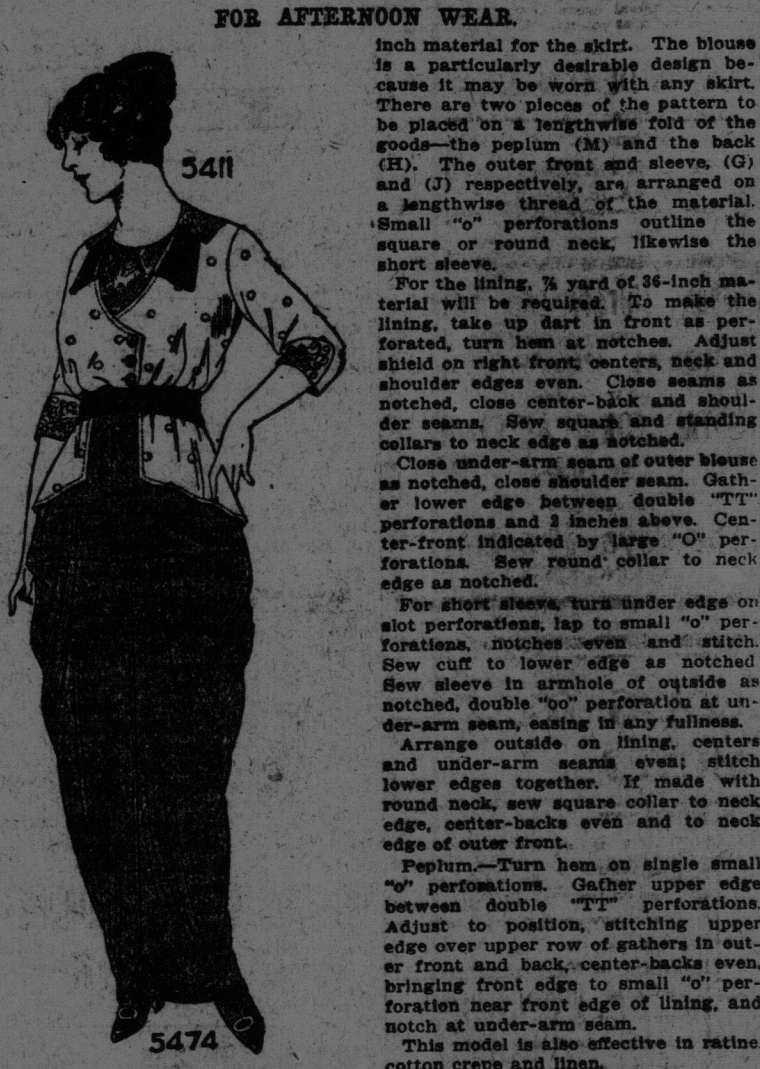 FOR AFTERNOON WEAR.
5411
5474
inch material for the skirt. The blouse
is a particularly desirable design be-
cause it may be worn with any skirt.
There are two pieces of the pattern to
be placed on a lengthwise fold of the
goods—the peplum (M) and the back
(H). The outer front and sleeve, (G)
and (J) respectively, are arranged on
a lengthwise thread of the material.
Small "o" perforations outline the
square or round neck, likewise the
short sleeve.
For the lining, ⅞ yard of 36-inch ma-
terial will be required. To make the
lining, take up dart in front as per-
forated, turn hem at notches. Adjust
shield on right front, centers, neck and
shoulder edges even. Close seams as
notched, close center-back and shoul-
der seams. Sew square and standing
collars to neck edge as notched.
Close under-arm seam of outer blouse
as notched, close shoulder seam. Gath-
er lower edge between double "TT"
perforations and 2 inches above. Cen-
ter-front indicated by large "O" per-
forations. Sew round collar to neck
edge as notched.
For short sleeve, turn under edge on
slot perforations, lap to small "o" per-
forations, notches even and stitch.
Sew cuff to lower edge as notched
Sew sleeve in armhole of outside as
notched, double "oo" perforation at un-
der-arm seam, easing in any fullness.
Arrange outside on lining, centers
and under-arm seams even; stitch
lower edges together. If made with
round neck, sew square collar to neck
edge, center-backs even and to neck
edge of outer front.
Peplum.—Turn hem on single small
"o" perforations. Gather upper edge
between double "TT" perforations.
Adjust to position, stitching upper
edge over upper row of gathers in out-
er front and back, center-backs even,
bringing front edge to small "o" per-
foration near front edge of lining, and
notch at under-arm seam.
This model is also effective in ratine
cotton crepe and linen.